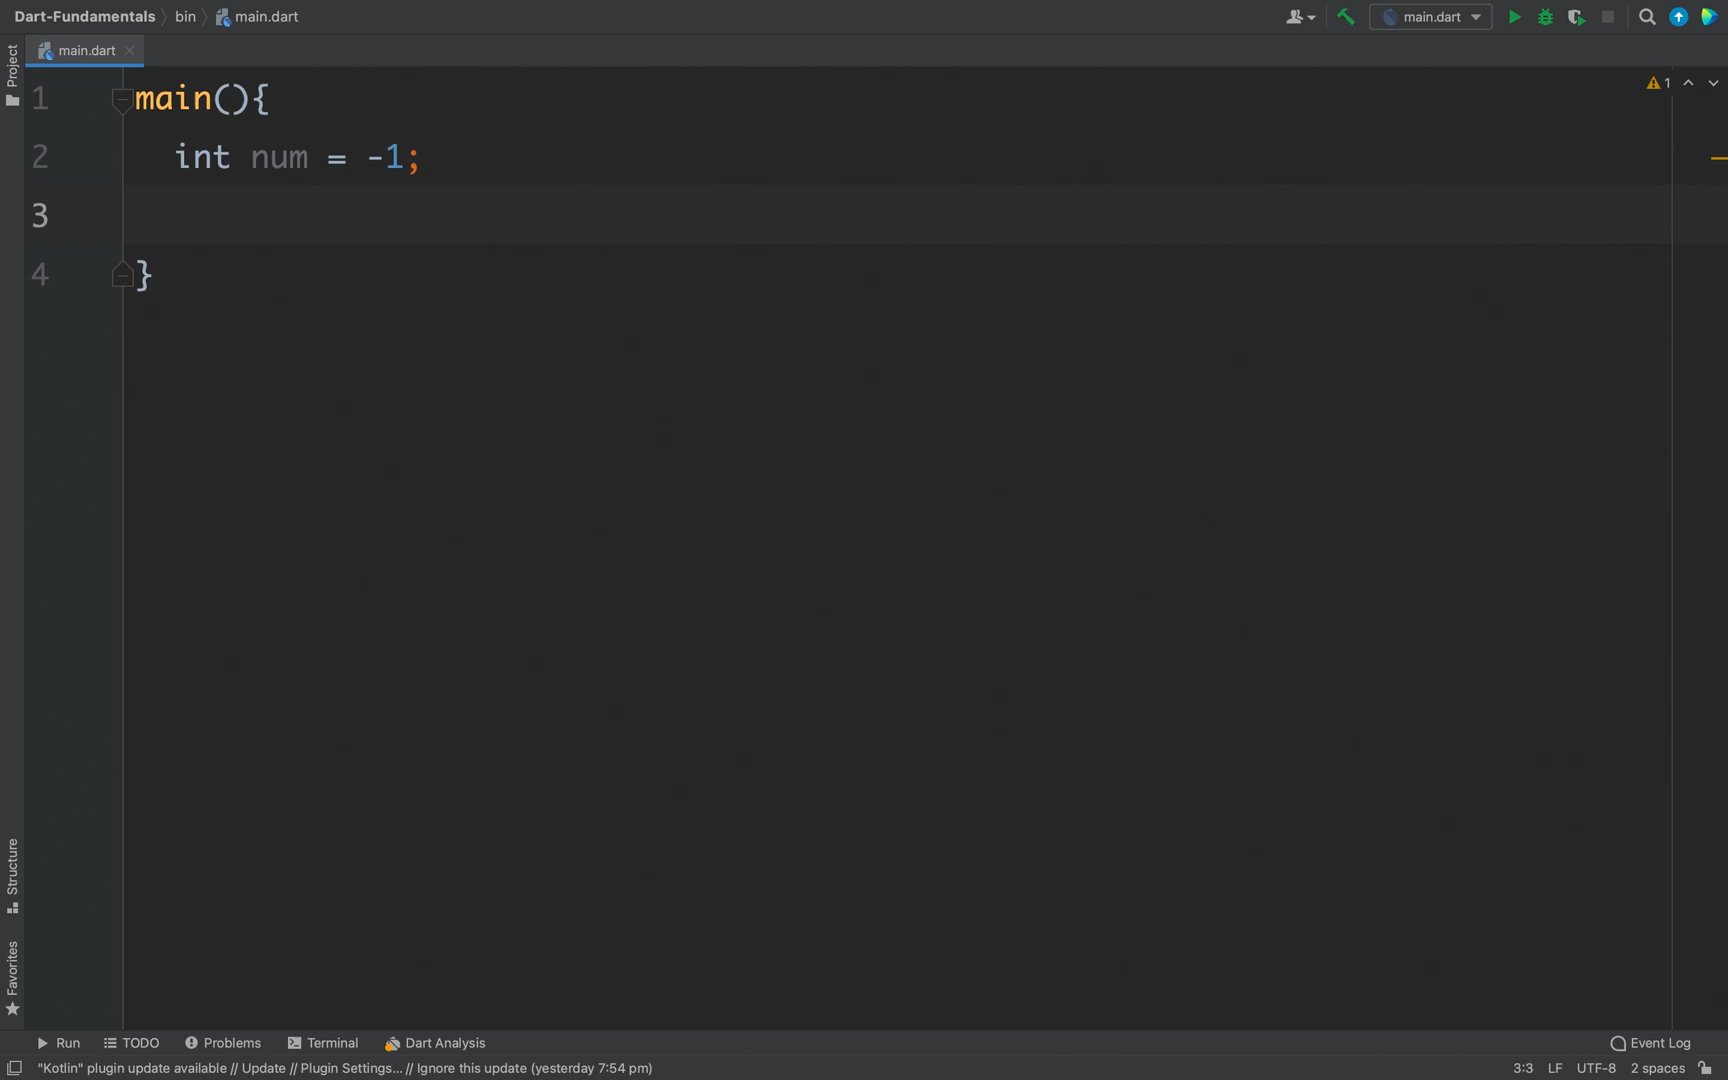 Dart-Fundamentals bin main.dart main.dart
Project
main.dart
1
1 main(){
2 int num = -1;
3
4 }
Structure
Favorites
Run TODO Problems Terminal Dart Analysis Event Log
"Kotlin" plugin update available // Update // Plugin Settings... // Ignore this update (yesterday 7:54 pm) 3:3 LF UTF-8 2 spaces